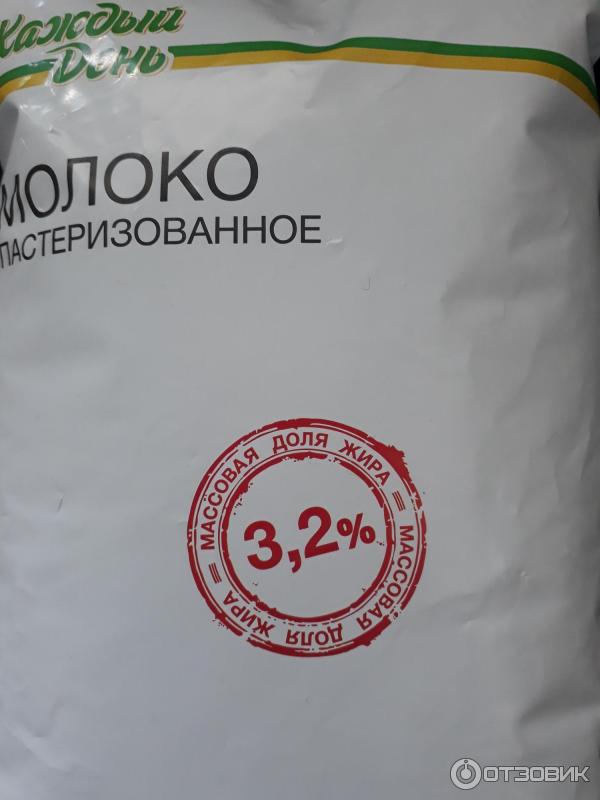 Каждый
День
МОЛОКО
ПАСТЕРИЗОВАННОЕ
МАССОВАЯ ДОЛЯ ЖИРА =
МАССОВАЯ ДОЛЯ ЖИРА =
3,2%
ОТЗОВИК